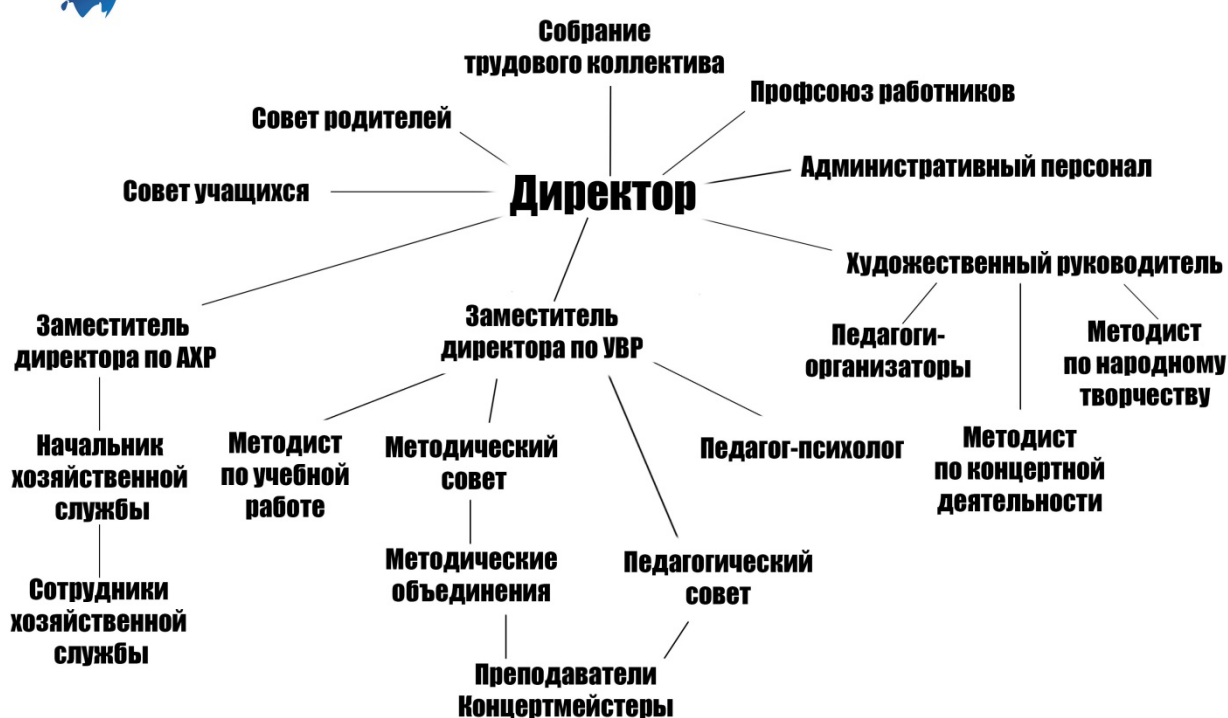 Собрание
трудового коллектива
Профсоюз работников
Совет родителей
Административный персонал
Совет учащихся
Директор
Художественный руководитель
Заместитель
директора по АХР
Заместитель
директора по УВР
Педагоги-
организаторы
Методист
по народному
творчеству
Начальник
хозяйственной
службы
Методист
по учебной
работе
Методический
совет
Педагог-психолог
Методист
по концертной
деятельности
Сотрудники
хозяйственной
службы
Методические
объединения
Педагогический
совет
Преподаватели
Концертмейстеры